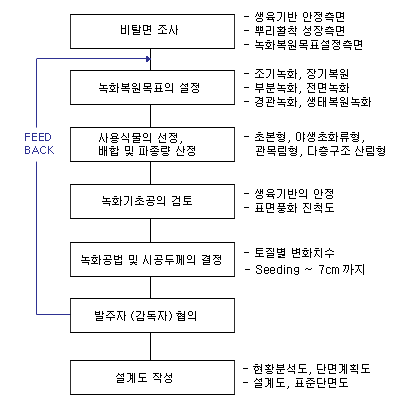 비탈면 조사
- 생육기반 안정측면
- 뿌리활착 성장측면
- 녹화복원목표설정측면
녹화복원목표의 설정
- 조기녹화, 장기복원
- 부분녹화, 전면녹화
- 경관녹화, 생태복원녹화
FEED
BACK
사용식물의 선정,
배합 및 파종량 산정
- 초본형, 야생초화류형,
관목림형, 다층구조 산림형
녹화기초공의 검토
- 생육기반의 안정
- 표면풍화 진척도
녹화공법 및 시공두께의 결정
- 토질별 변화치수
- Seeding ~ 7cm까지
발주자 (감독자) 협의
설계도 작성
- 현황분석도, 단면계획도
- 설계도, 표준단면도